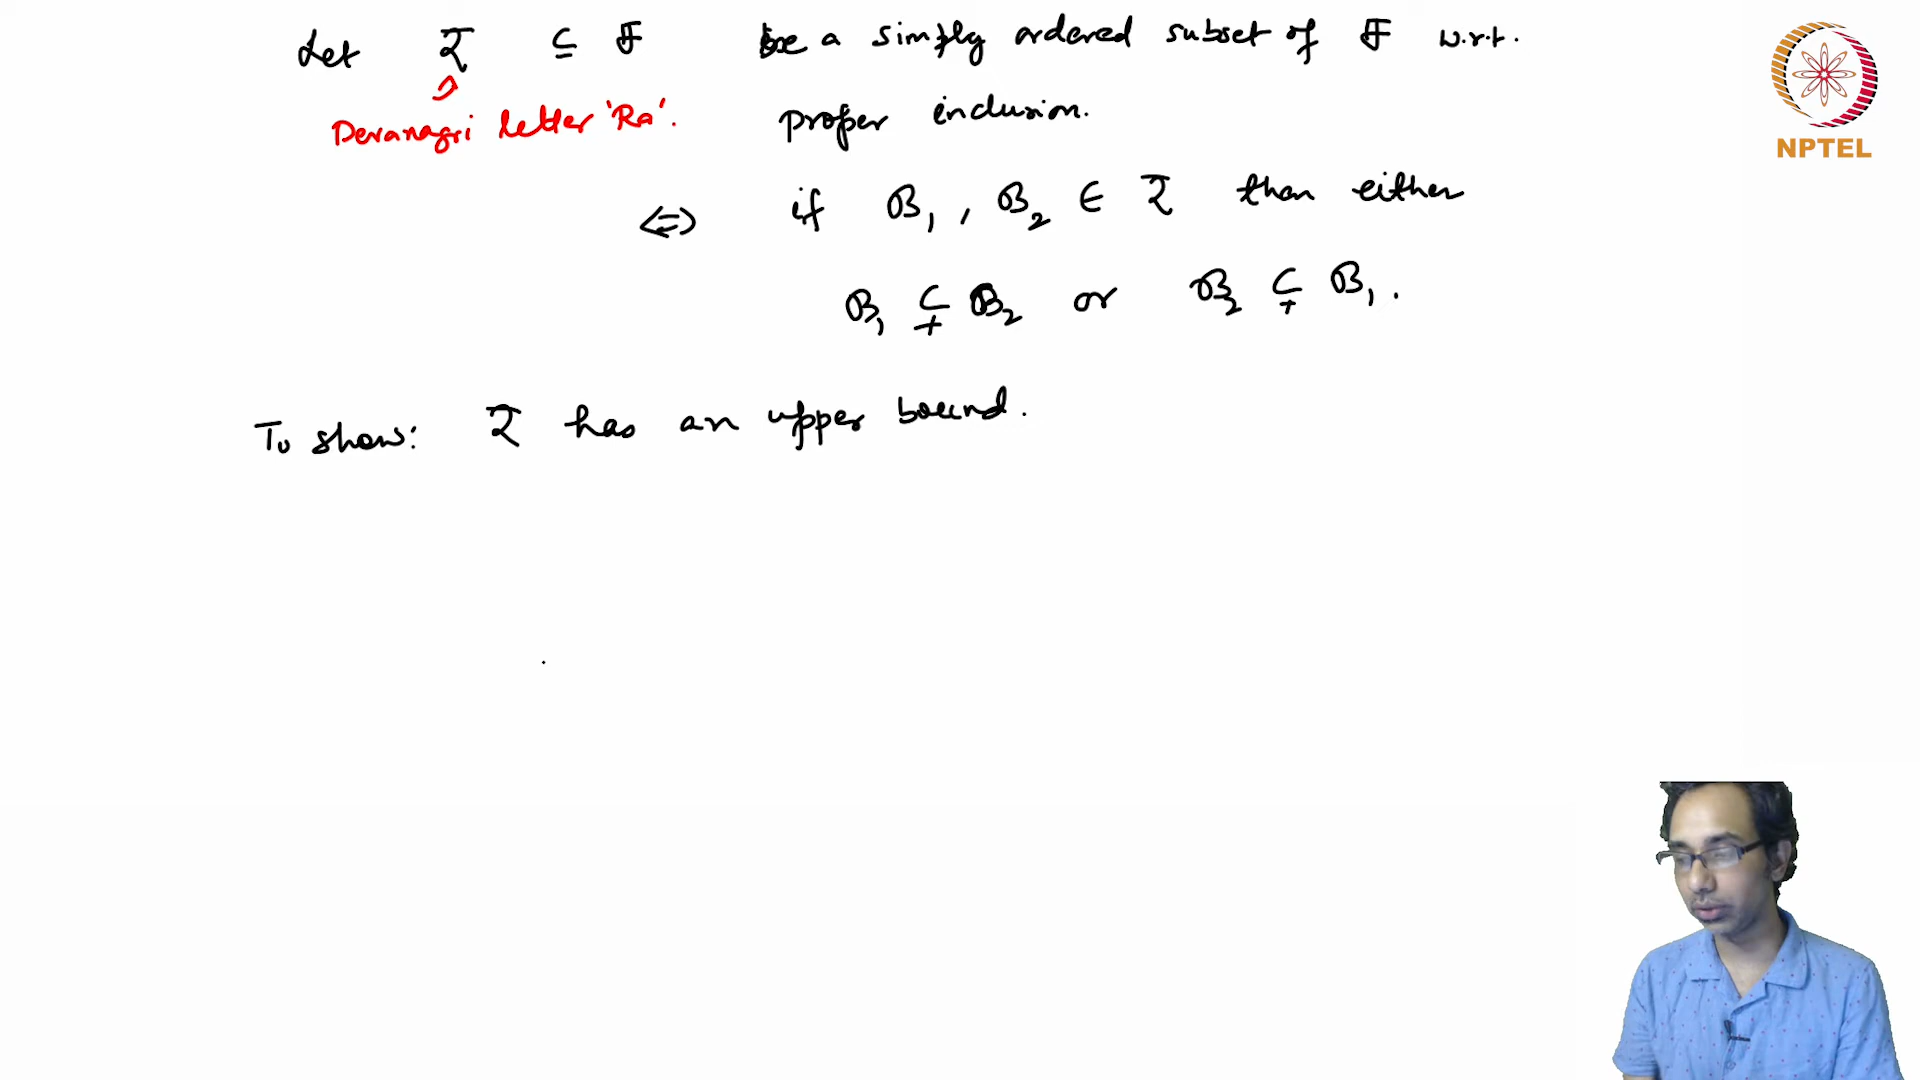 Let र ⊆ 𝔽 be a simply ordered subset of 𝔽 w.r.t.
Devanagri letter 'Ra'. proper inclusion.
⇔ if ℬ₁, ℬ₂ ∈ र then either
ℬ₁ ⊊ ℬ₂ or ℬ₂ ⊊ ℬ₁.
To show: र has an upper bound.
NPTEL